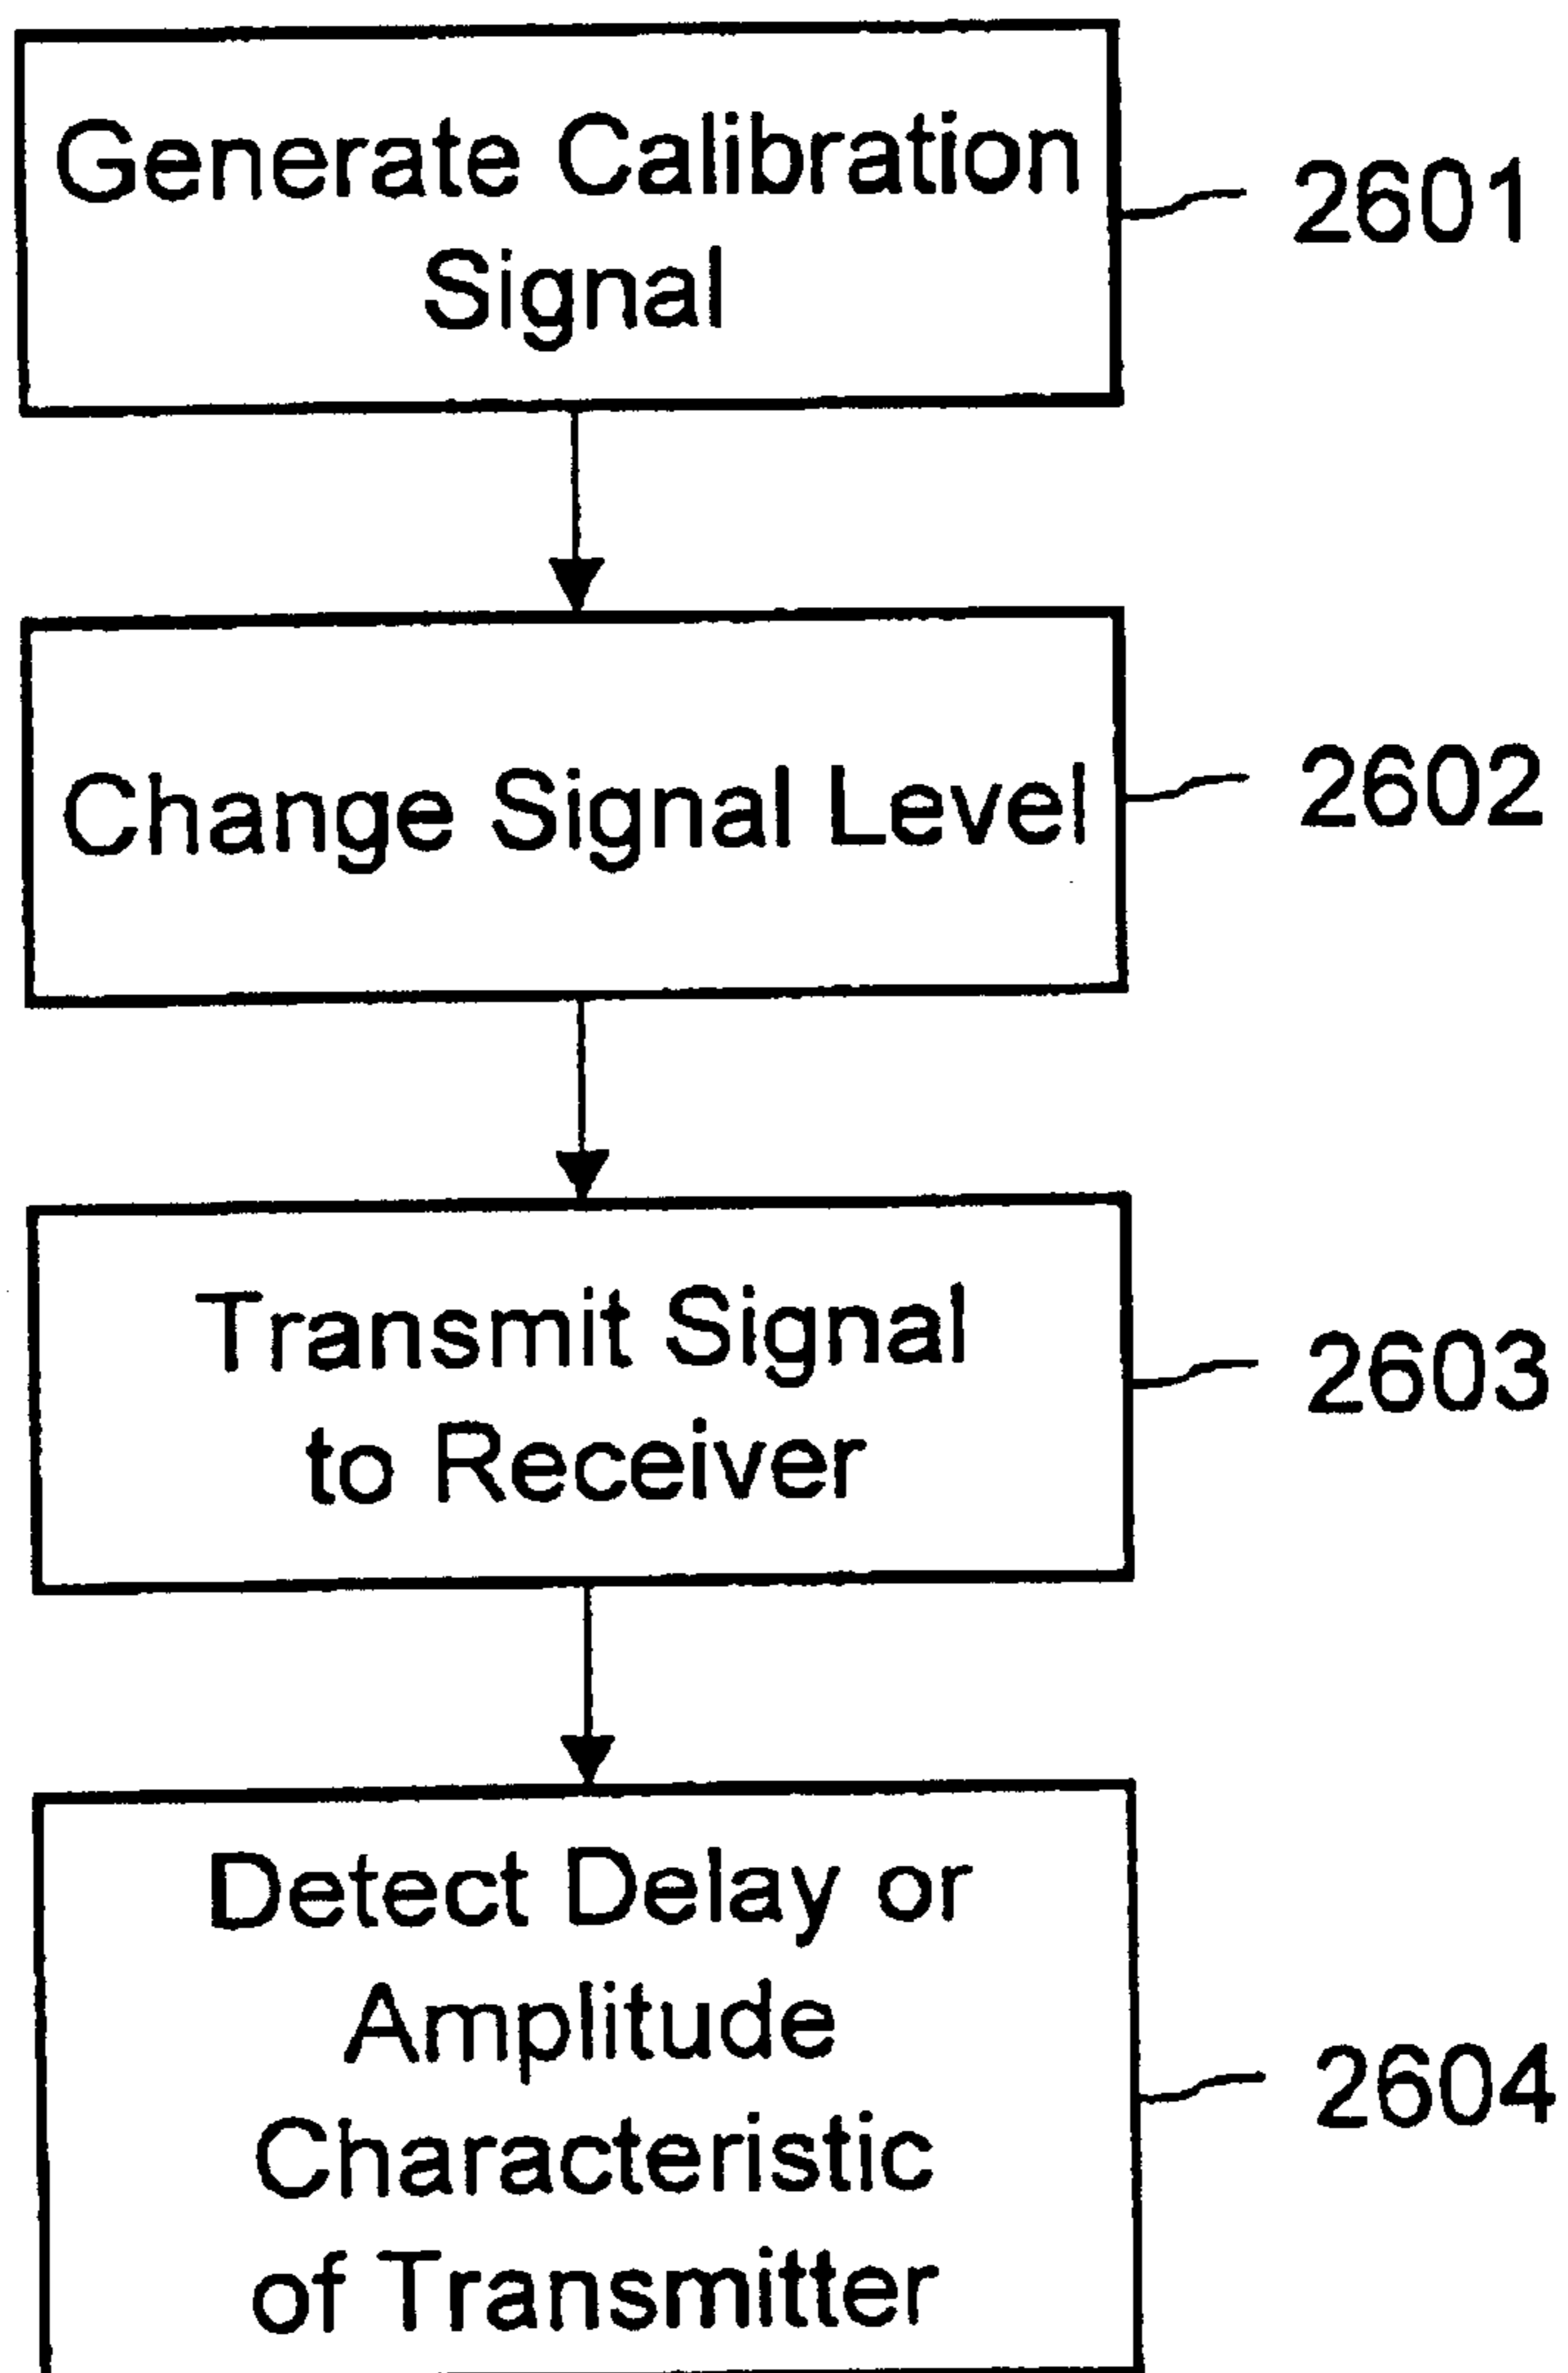 Generate Calibration
Signal
2601
Change Signal Level
2602
Transmit Signal
to Receiver
2603
Detect Delay or
Amplitude
Characteristic
of Transmitter
2604